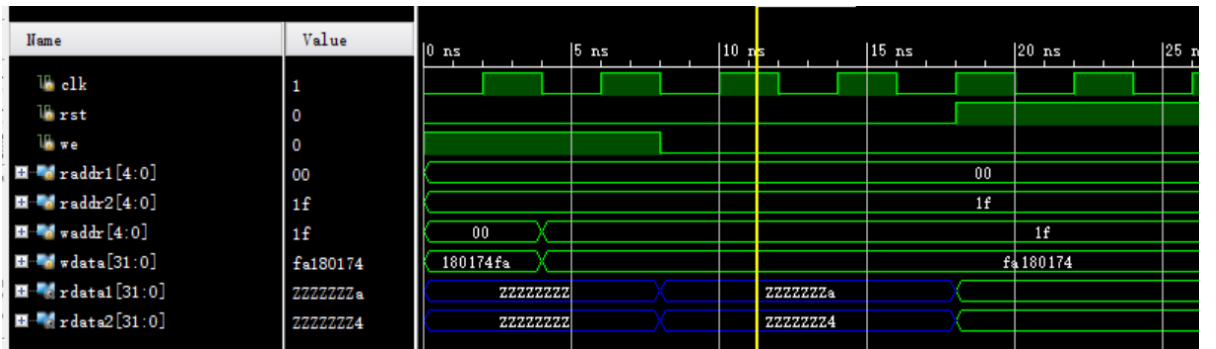 Name Value
0 ns 5 ns 10 ns 15 ns 20 ns 25 n
clk 1
rst 0
we 0
raddr1[4:0] 00 00
raddr2[4:0] 1f 1f
waddr[4:0] 1f 00 1f
wdata[31:0] fa180174 180174fa fa180174
rdata1[31:0] ZZZZZZZa ZZZZZZZZ ZZZZZZZa
rdata2[31:0] ZZZZZZZ4 ZZZZZZZZ ZZZZZZZ4